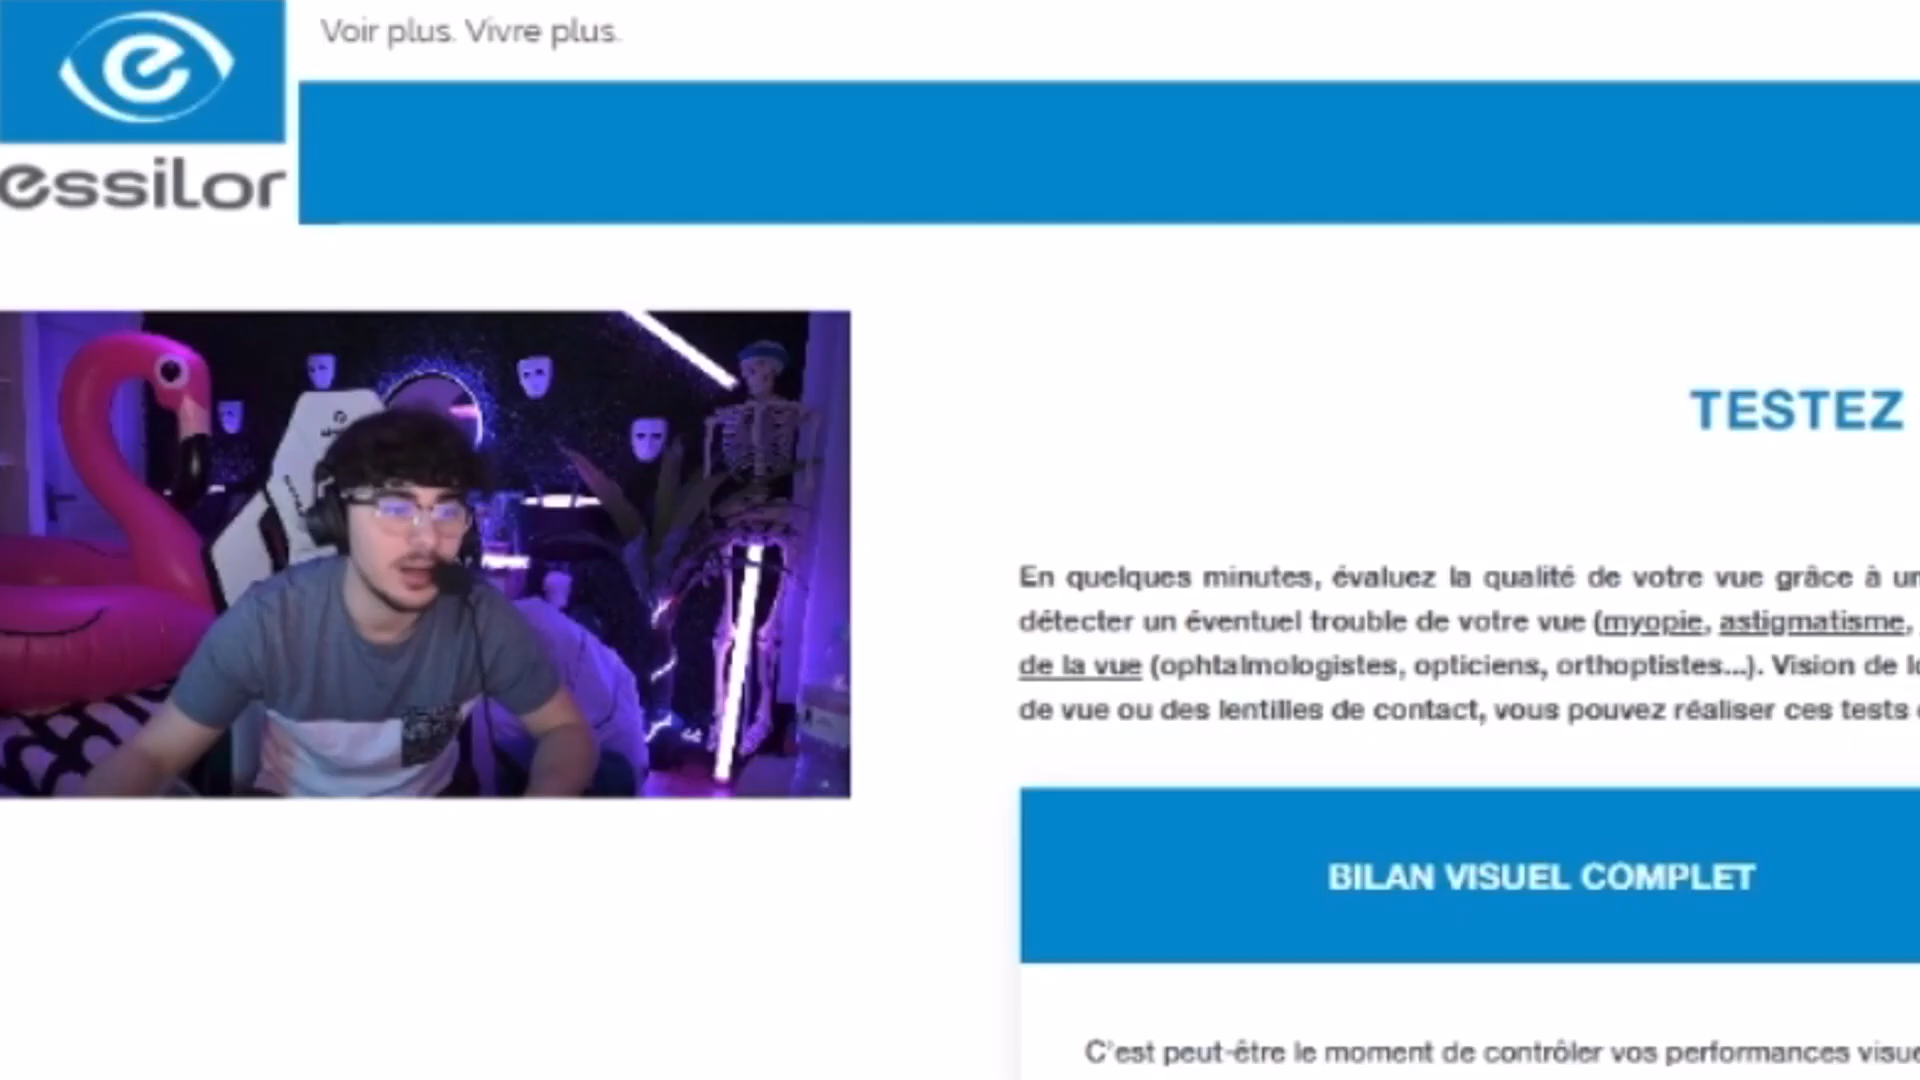 Voir plus. Vivre plus.
essilor
TESTEZ
En quelques minutes, évaluez la qualité de votre vue grâce à
détecter un éventuel trouble de votre vue (myopie, astigmatisme,
de la vue (ophtalmologistes, opticiens, orthoptistes...). Vision de
de vue ou des lentilles de contact, vous pouvez réaliser ces tests
BILAN VISUEL COMPLET
C'est peut-être le moment de contrôler vos performances